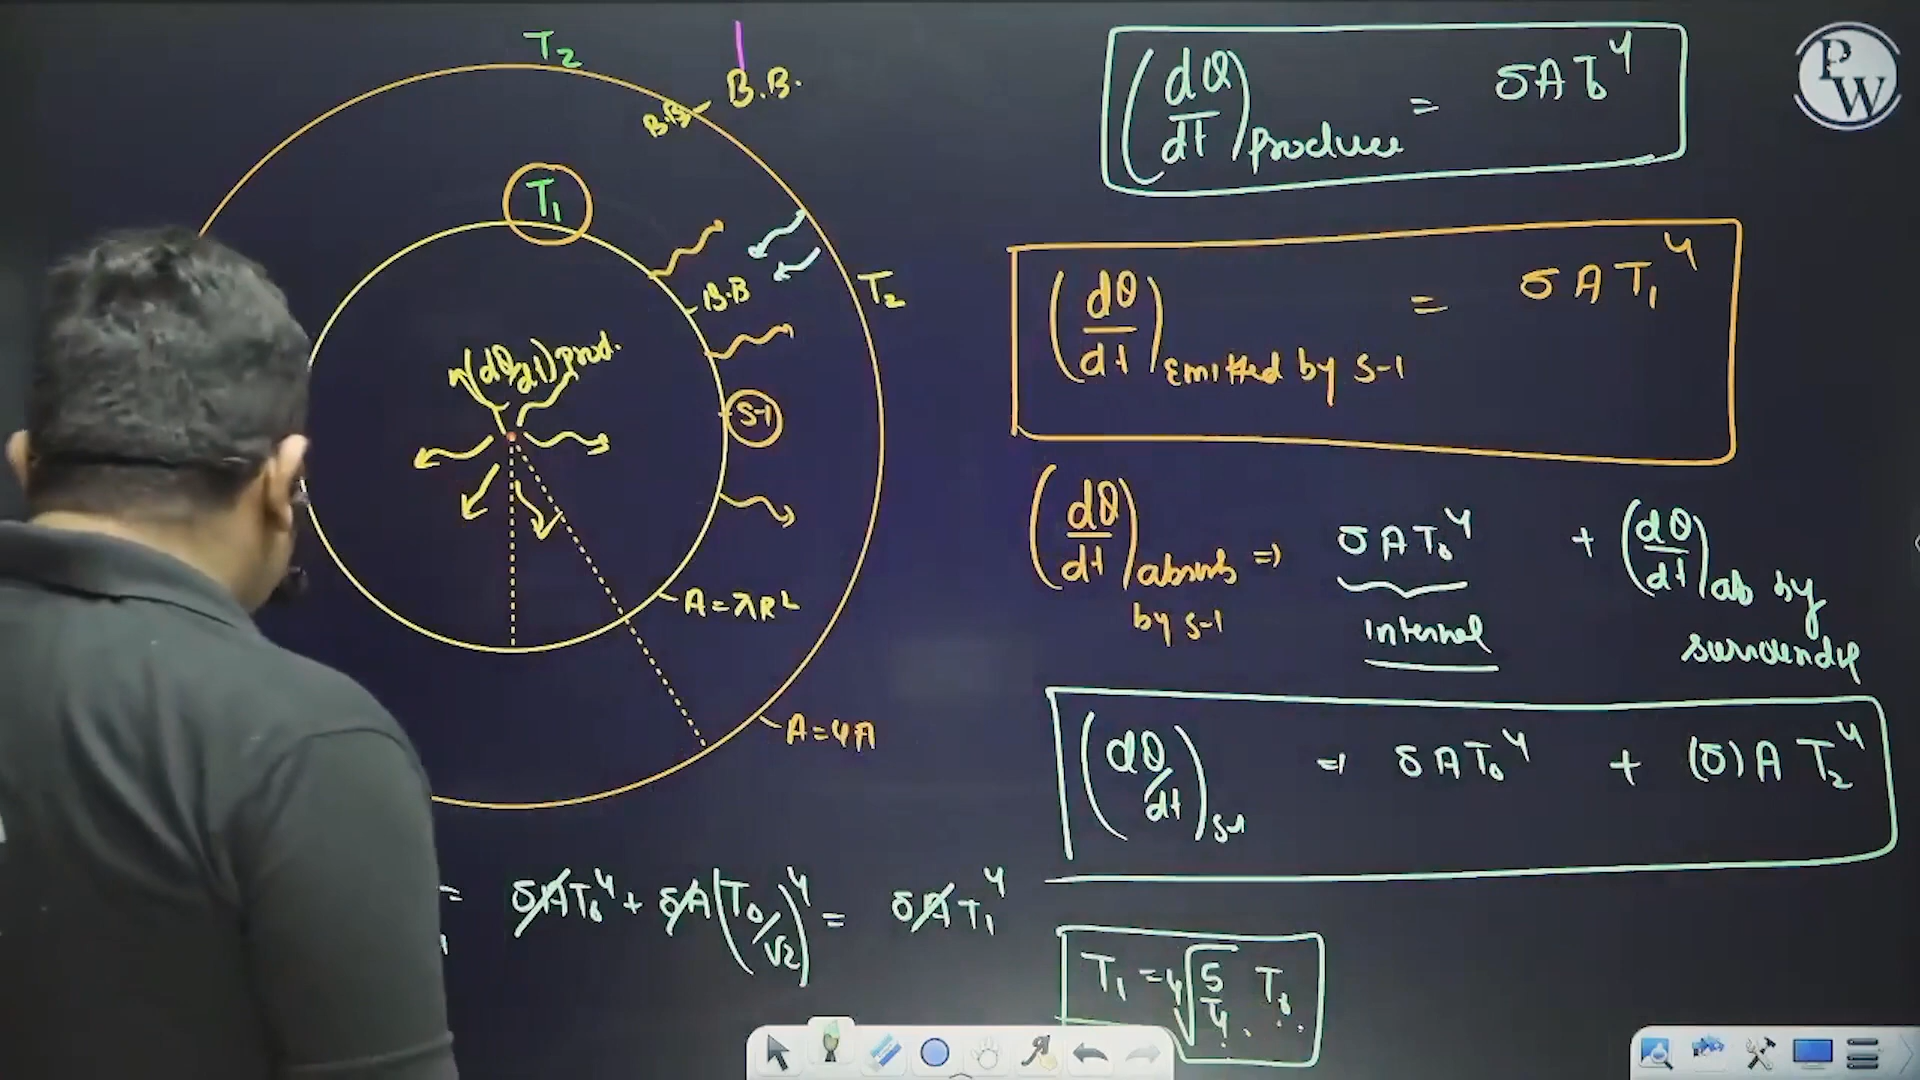 T₂
B.B.
B.B
T₁
B.B
T₂
(dθ/dt) Prod.
S-1
A = πR²
A = 4A
(dQ/dt)produce = σAT₀⁴
(dθ/dt)Emitted by S-1 = σAT₁⁴
(dθ/dt)absorb by S-1 ⇒ σAT₀⁴ + (dθ/dt)ab by
internal
(dθ/dt)S-1 ⇒ σAT₀⁴ + (σ)AT₂⁴
= σAT₀⁴ + σA(T₀/√2)⁴ = σAT₁⁴
T₁ = ⁴√5/4 . T₀
PW